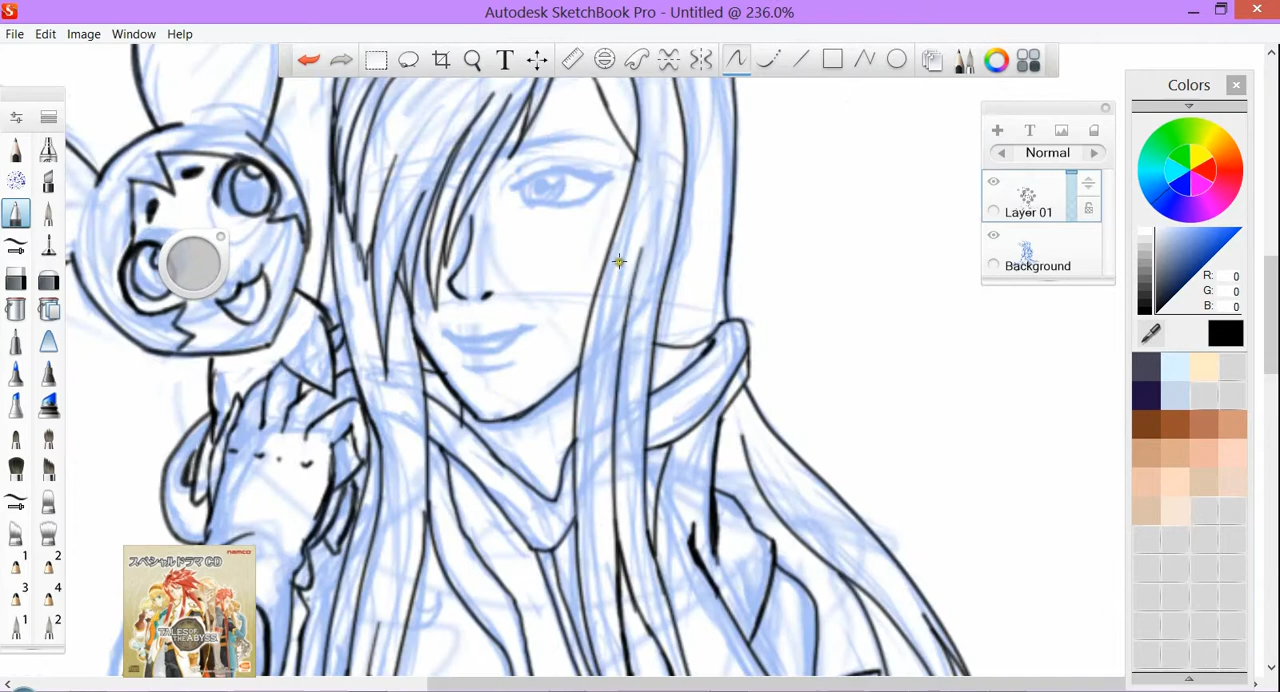 Autodesk SketchBook Pro - Untitled @ 236.0%
File Edit Image Window Help
T
Colors
T
Normal
Layer 01
Background
R: 0
G: 0
B: 0
1 2
3 4
1 2
namco
スペシャルドラマCD
TALES OF
THE ABYSS